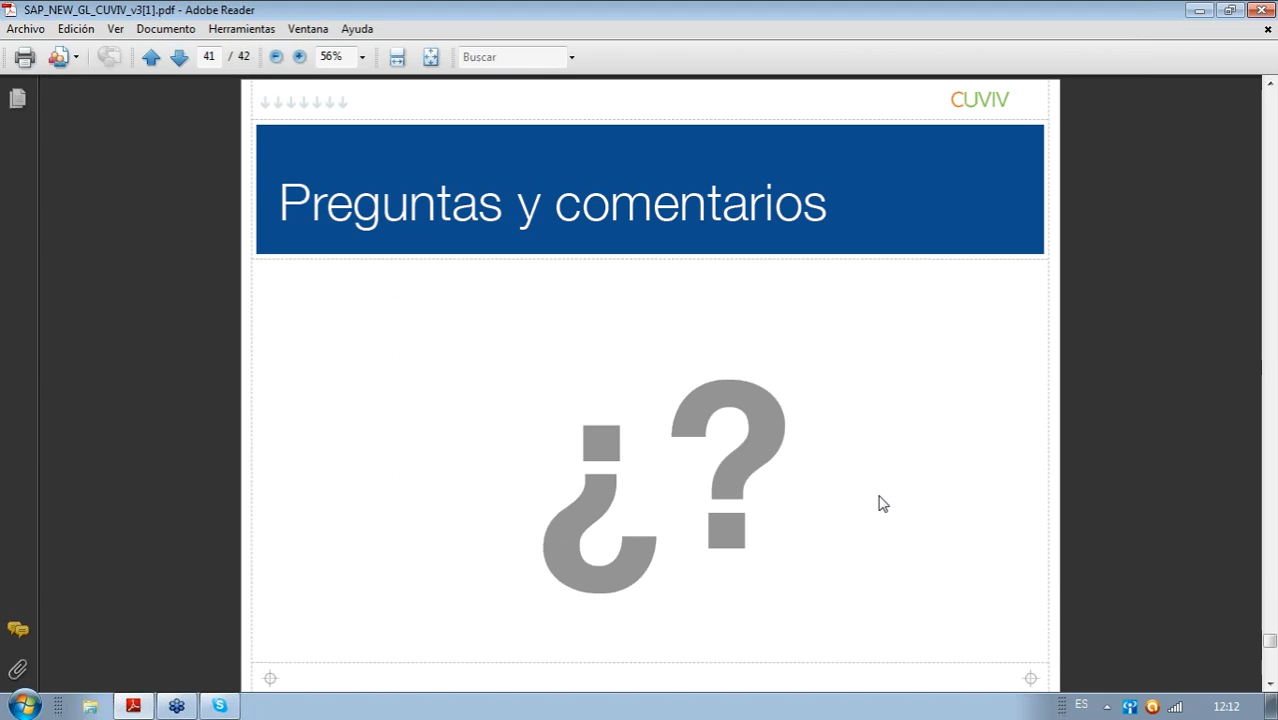 SAP_NEW_GL_CUVIV_v3[1].pdf - Adobe Reader
Archivo Edición Ver Documento Herramientas Ventana Ayuda
41 / 42 56% Buscar
CUVIV
Preguntas y comentarios
¿?
ES 12:12